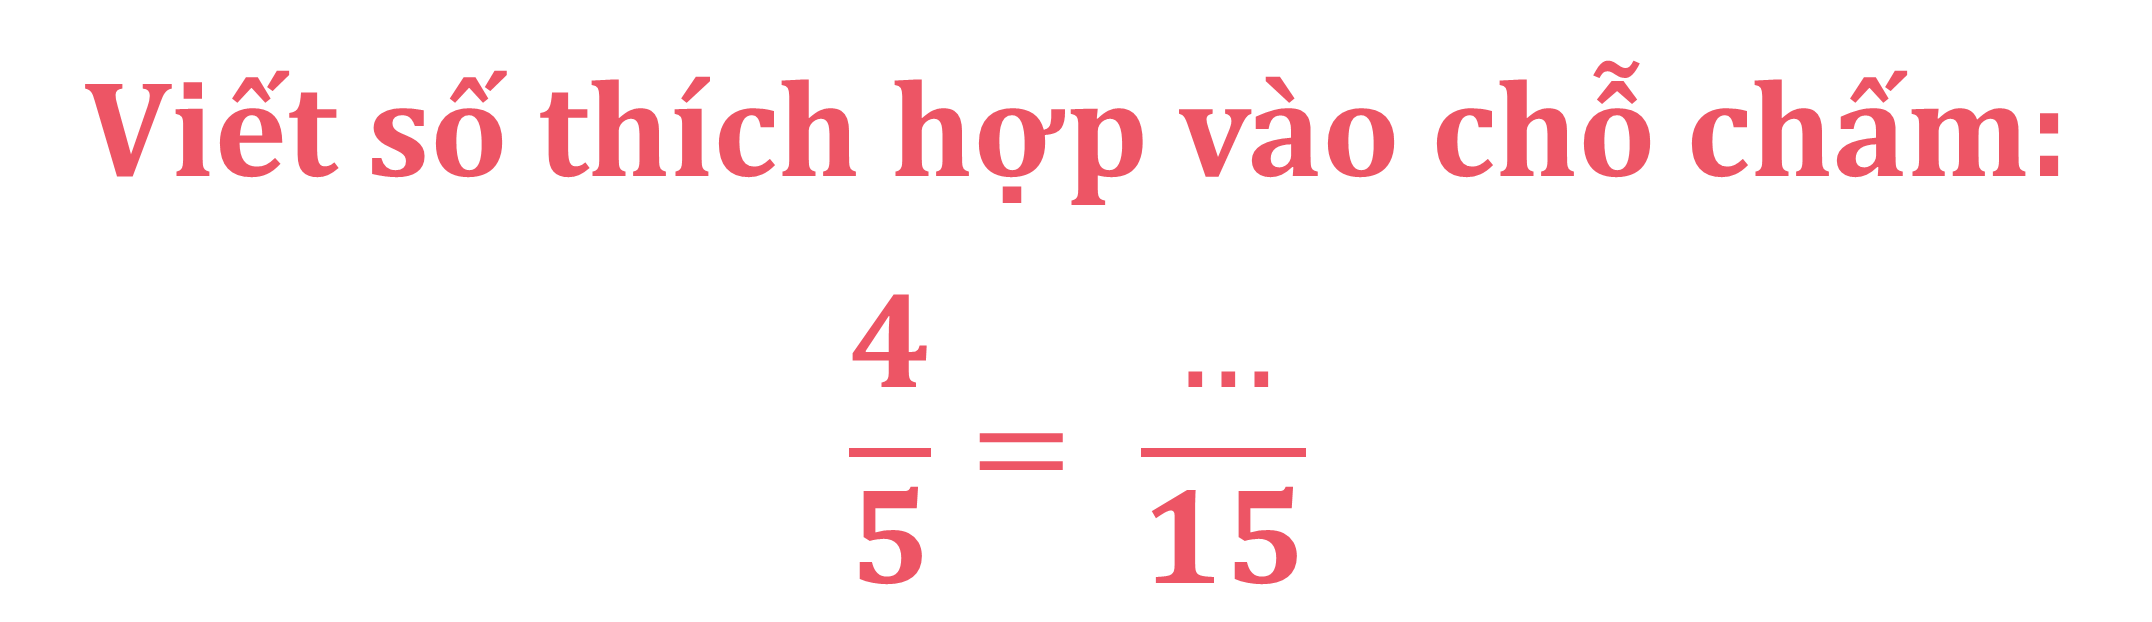 Viết số thích hợp vào chỗ chấm:
4/5 = .../15